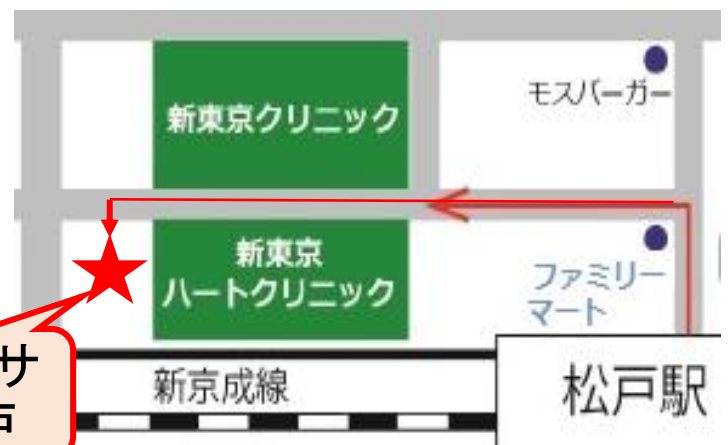 新東京クリニック
モスバーガー
新東京
ハートクリニック
ファミリー
マート
サ
新京成線
松戸駅